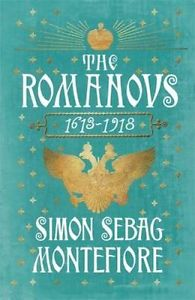 THE
ROMANOVS
1613-1918
SIMON SEBAG
MONTEFIORE